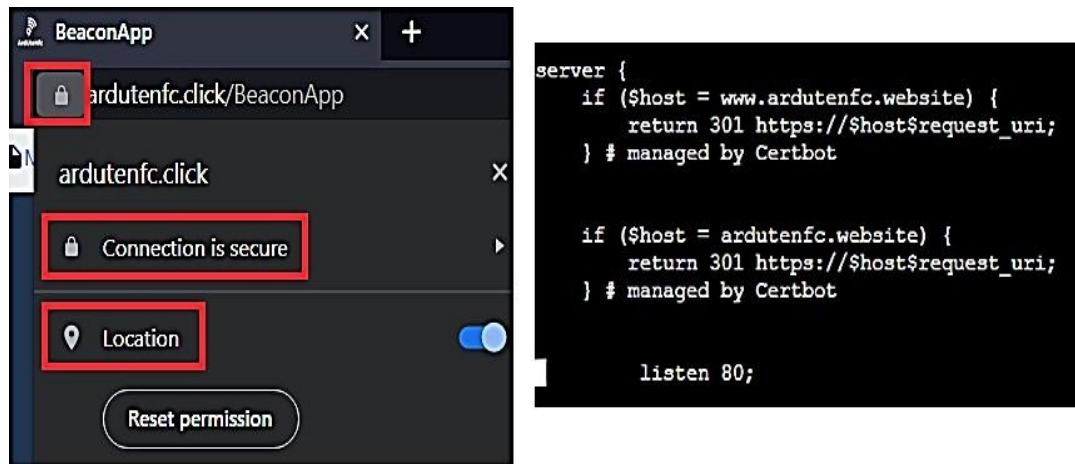 BeaconApp
ardutenfc.click/BeaconApp
ardutenfc.click
Connection is secure
Location
Reset permission
server {
if ($host = www.ardutenfc.website) {
return 301 https://$host$request_uri;
} # managed by Certbot
if ($host = ardutenfc.website) {
return 301 https://$host$request_uri;
} # managed by Certbot
listen 80;